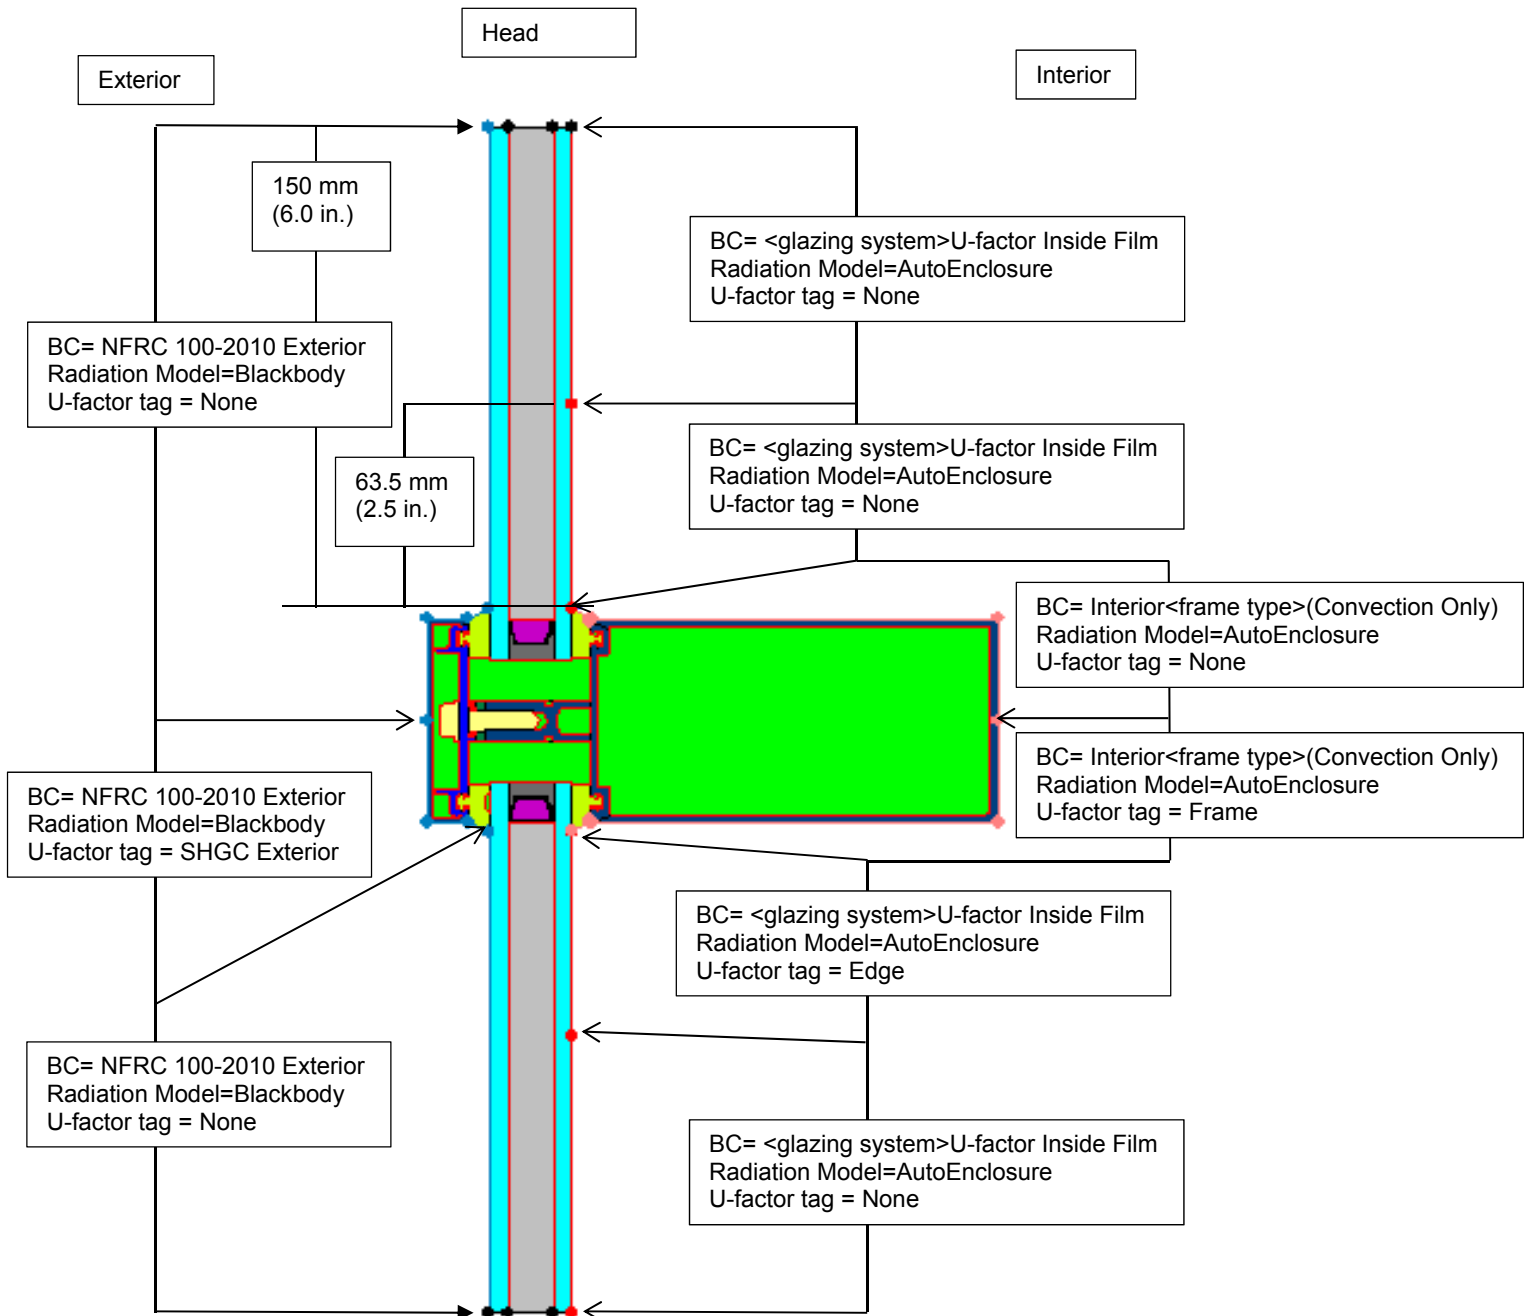 Head
Exterior
Interior
150 mm
(6.0 in.)
BC= <glazing system>U-factor Inside Film
Radiation Model=AutoEnclosure
U-factor tag = None
BC= NFRC 100-2010 Exterior
Radiation Model=Blackbody
U-factor tag = None
BC= <glazing system>U-factor Inside Film
Radiation Model=AutoEnclosure
U-factor tag = None
63.5 mm
(2.5 in.)
BC= Interior<frame type>(Convection Only)
Radiation Model=AutoEnclosure
U-factor tag = None
BC= Interior<frame type>(Convection Only)
Radiation Model=AutoEnclosure
U-factor tag = Frame
BC= NFRC 100-2010 Exterior
Radiation Model=Blackbody
U-factor tag = SHGC Exterior
BC= <glazing system>U-factor Inside Film
Radiation Model=AutoEnclosure
U-factor tag = Edge
BC= NFRC 100-2010 Exterior
Radiation Model=Blackbody
U-factor tag = None
BC= <glazing system>U-factor Inside Film
Radiation Model=AutoEnclosure
U-factor tag = None